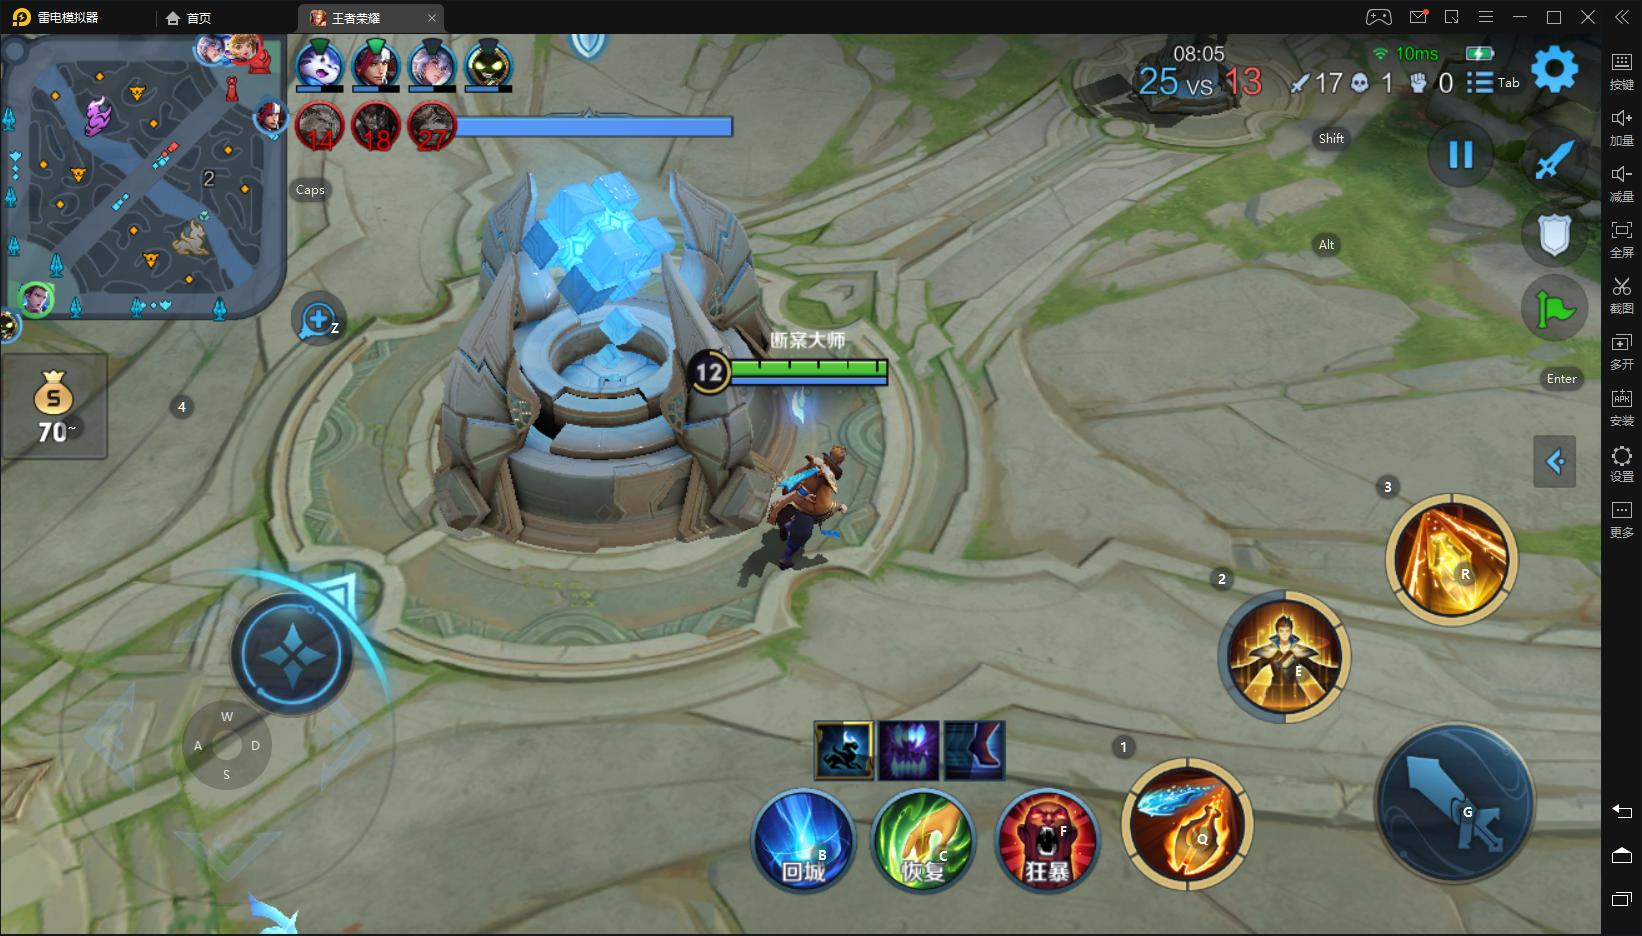 雷电模拟器
首页
王者荣耀
08:05
10ms
25 vs 13
17
1
0
Tab
按键
加量
减量
全屏
截图
多开
安装
设置
更多
APK
Shift
Caps
Alt
Enter
14
18
27
2
Z
断案大师
12
S
70~
4
3
R
2
E
1
Q
G
W
A
D
S
B
回城
C
恢复
F
狂暴